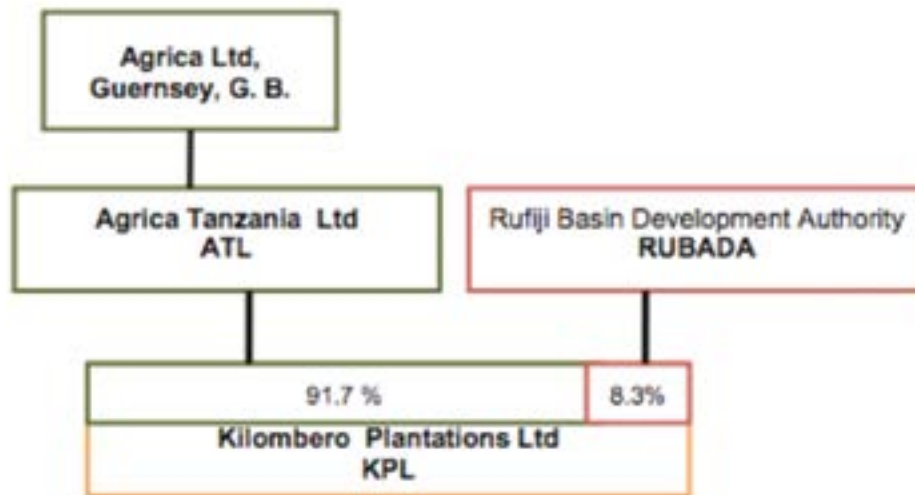 Agrica Ltd,
Guernsey, G. B.
Agrica Tanzania Ltd
ATL
Rufiji Basin Development Authority
RUBADA
91.7 %
8.3%
Kilombero Plantations Ltd
KPL